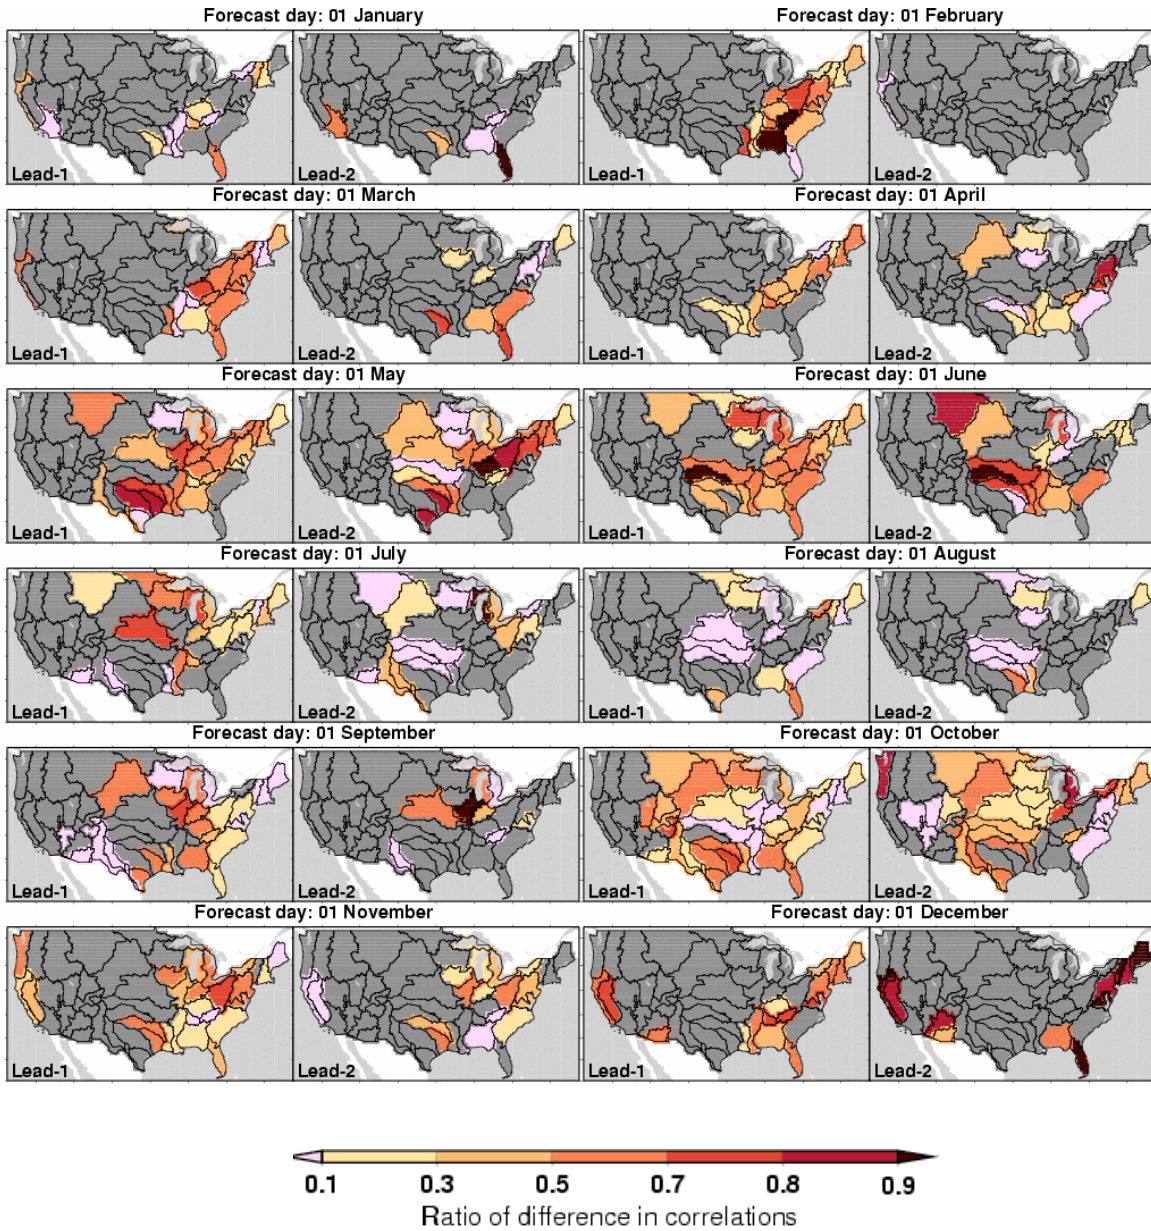 Forecast day: 01 January
Forecast day: 01 February
Lead-1
Lead-2
Lead-1
Lead-2
Forecast day: 01 March
Forecast day: 01 April
Lead-1
Lead-2
Lead-1
Lead-2
Forecast day: 01 May
Forecast day: 01 June
Lead-1
Lead-2
Lead-1
Lead-2
Forecast day: 01 July
Forecast day: 01 August
Lead-1
Lead-2
Lead-1
Lead-2
Forecast day: 01 September
Forecast day: 01 October
Lead-1
Lead-2
Lead-1
Lead-2
Forecast day: 01 November
Forecast day: 01 December
Lead-1
Lead-2
Lead-1
Lead-2
0.1 0.3 0.5 0.7 0.8 0.9
Ratio of difference in correlations